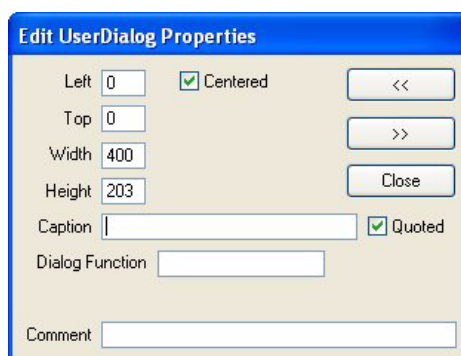 Edit UserDialog Properties
Left 0 Centered <<
Top 0
>>
Width 400
Height 203 Close
Caption Quoted
Dialog Function
Comment